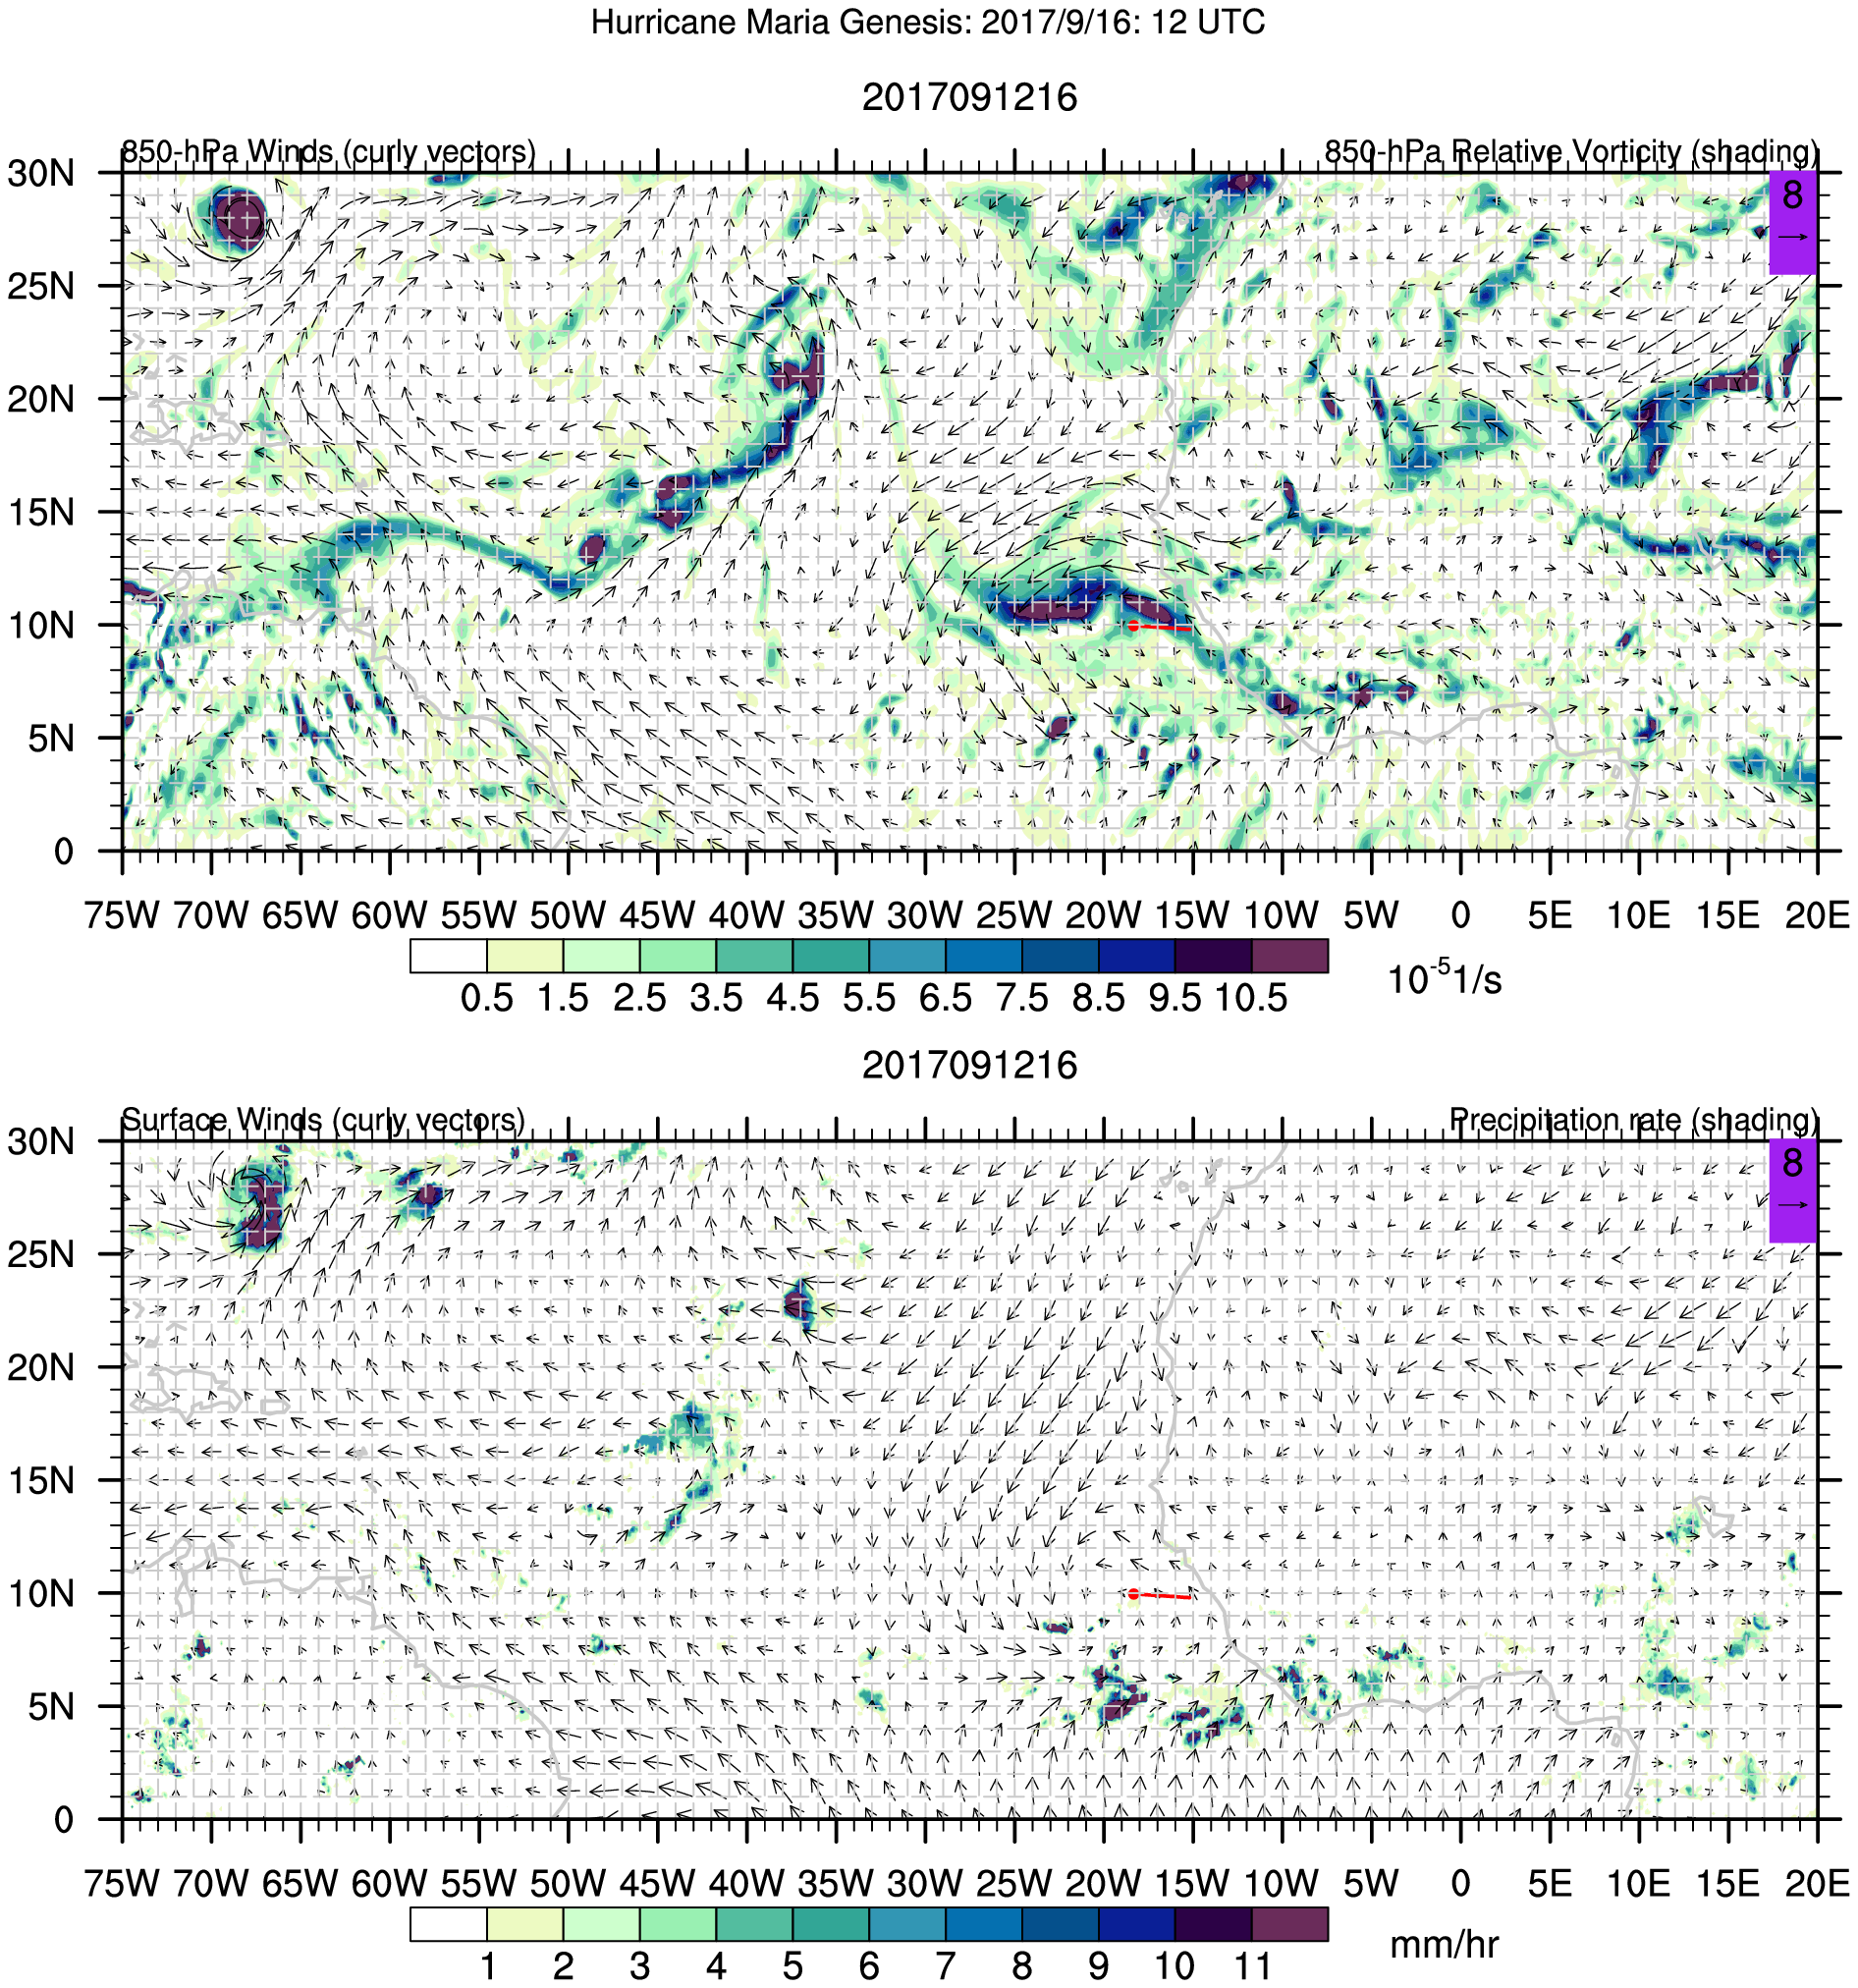 Hurricane Maria Genesis: 2017/9/16: 12 UTC
2017091216
850-hPa Winds (curly vectors) 850-hPa Relative Vorticity (shading)
30N
8
25N
20N
15N
10N
5N
0
75W 70W 65W 60W 55W 50W 45W 40W 35W 30W 25W 20W 15W 10W 5W 0 5E 10E 15E 20E
0.5 1.5 2.5 3.5 4.5 5.5 6.5 7.5 8.5 9.5 10.5 10⁻⁵1/s
2017091216
Surface Winds (curly vectors) Precipitation rate (shading)
30N
8
25N
20N
15N
10N
5N
0
75W 70W 65W 60W 55W 50W 45W 40W 35W 30W 25W 20W 15W 10W 5W 0 5E 10E 15E 20E
1 2 3 4 5 6 7 8 9 10 11 mm/hr